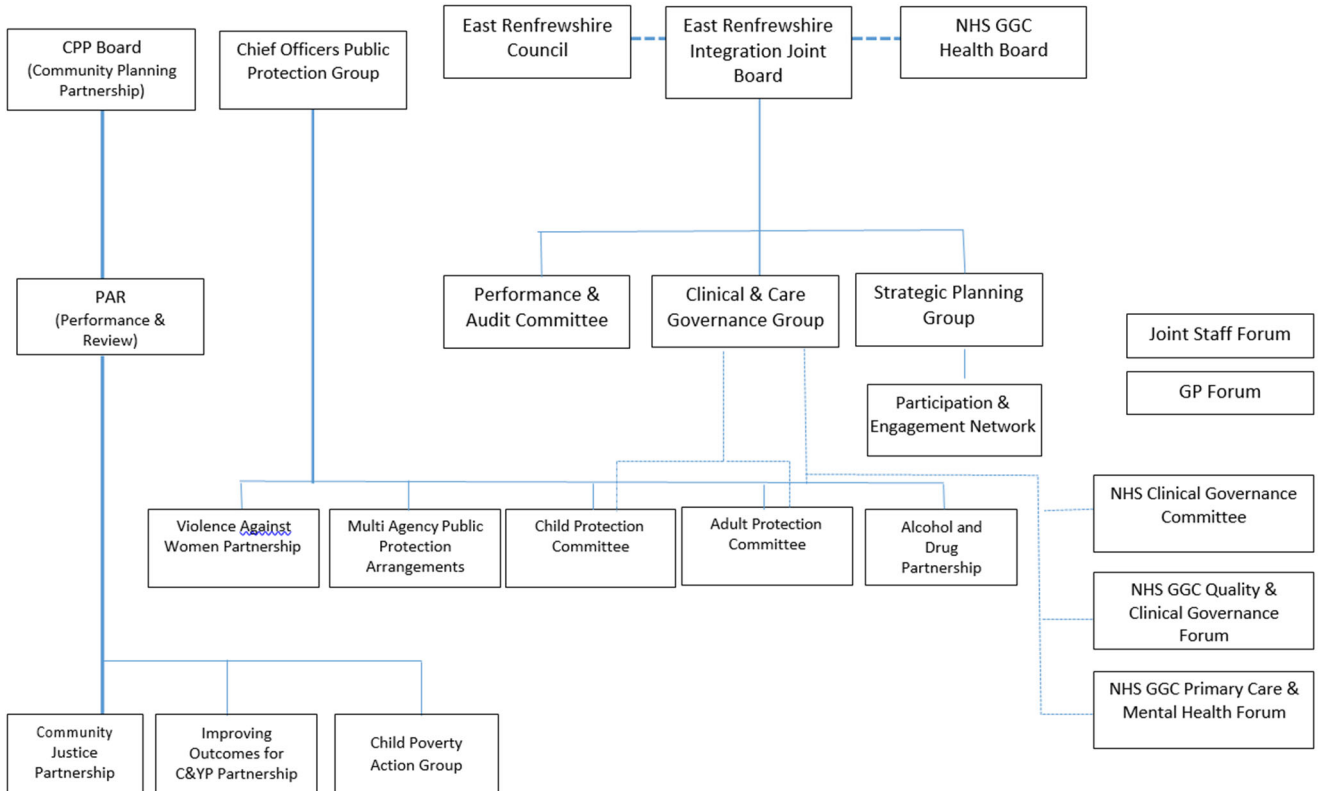 CPP Board
(Community Planning
Partnership)
Chief Officers Public
Protection Group
East Renfrewshire
Council
East Renfrewshire
Integration Joint
Board
NHS GGC
Health Board
PAR
(Performance &
Review)
Performance &
Audit Committee
Clinical & Care
Governance Group
Strategic Planning
Group
Joint Staff Forum
GP Forum
Participation &
Engagement Network
Violence Against
Women Partnership
Multi Agency Public
Protection
Arrangements
Child Protection
Committee
Adult Protection
Committee
Alcohol and
Drug
Partnership
NHS Clinical Governance
Committee
NHS GGC Quality &
Clinical Governance
Forum
NHS GGC Primary Care &
Mental Health Forum
Community
Justice
Partnership
Improving
Outcomes for
C&YP Partnership
Child Poverty
Action Group